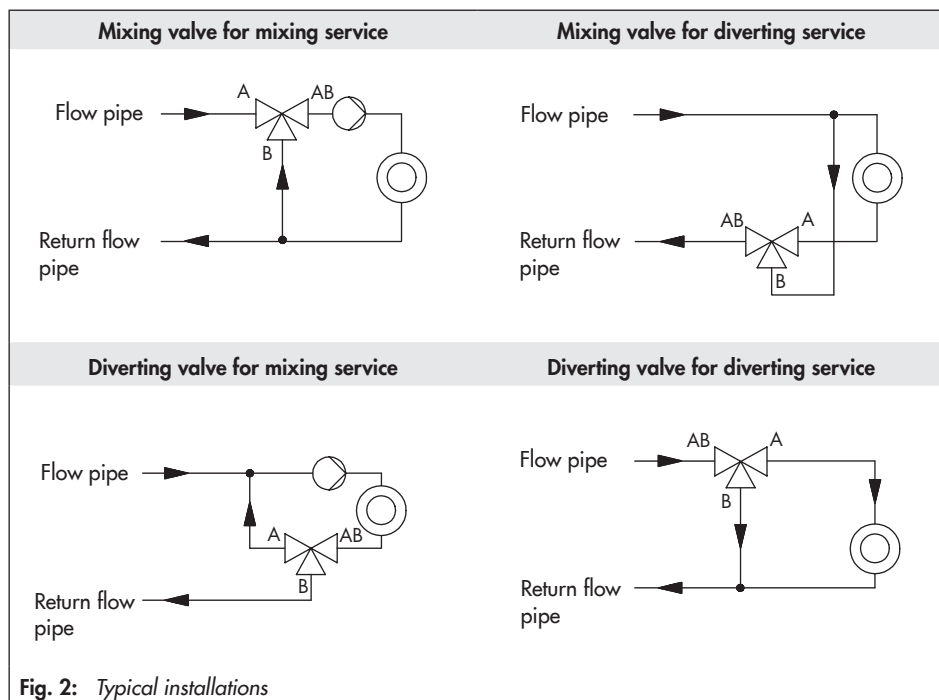 Mixing valve for mixing service
Mixing valve for diverting service
A
AB
Flow pipe
B
Return flow
pipe
Flow pipe
AB
A
Return flow
pipe
B
Diverting valve for mixing service
Diverting valve for diverting service
Flow pipe
A
AB
B
Return flow
pipe
AB
A
Flow pipe
B
Return flow
pipe
Fig. 2: Typical installations